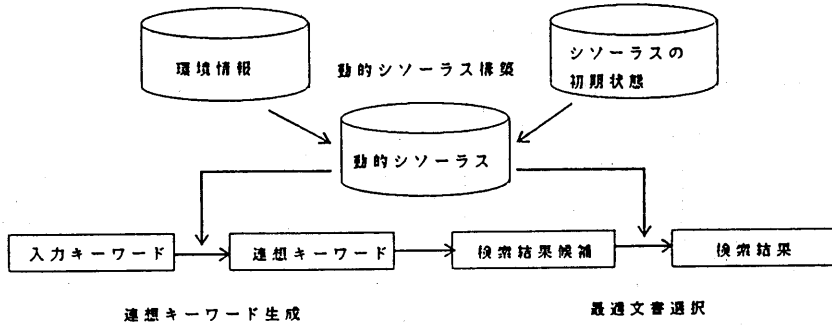 環境情報
動的シソーラス構築
シソーラスの
初期状態
動的シソーラス
入力キーワード
連想キーワード
検索結果候補
検索結果
連想キーワード生成
最適文書選択